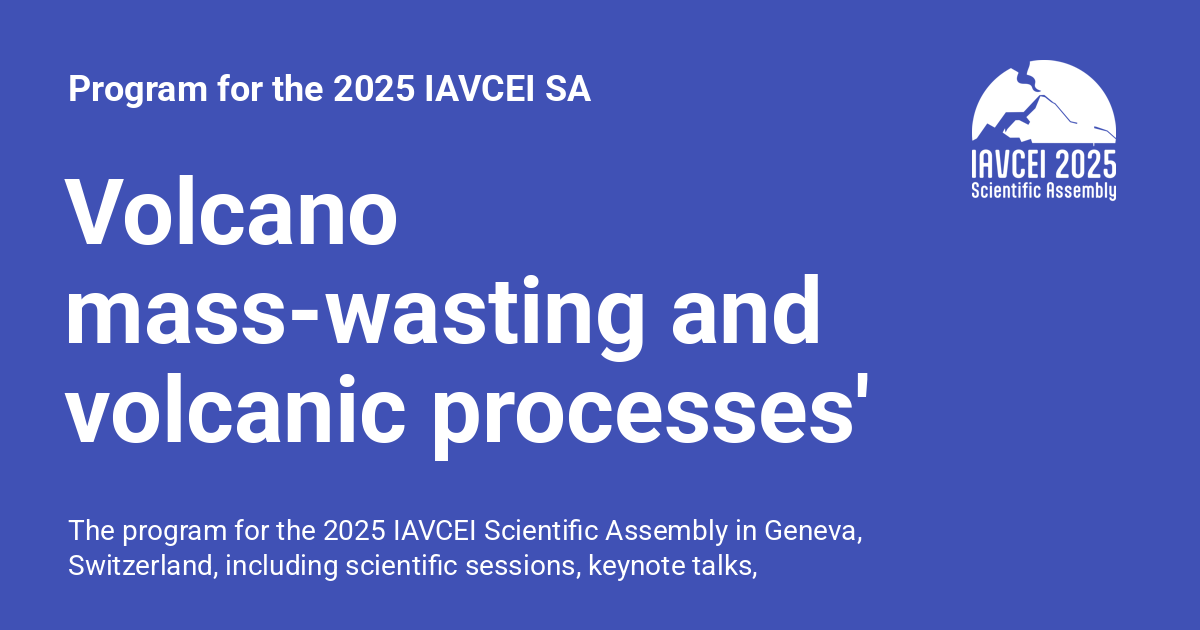 Program for the 2025 IAVCEI SA
IAVCEI 2025
Scientific Assembly
Volcano
mass-wasting and
volcanic processes'
The program for the 2025 IAVCEI Scientific Assembly in Geneva,
Switzerland, including scientific sessions, keynote talks,